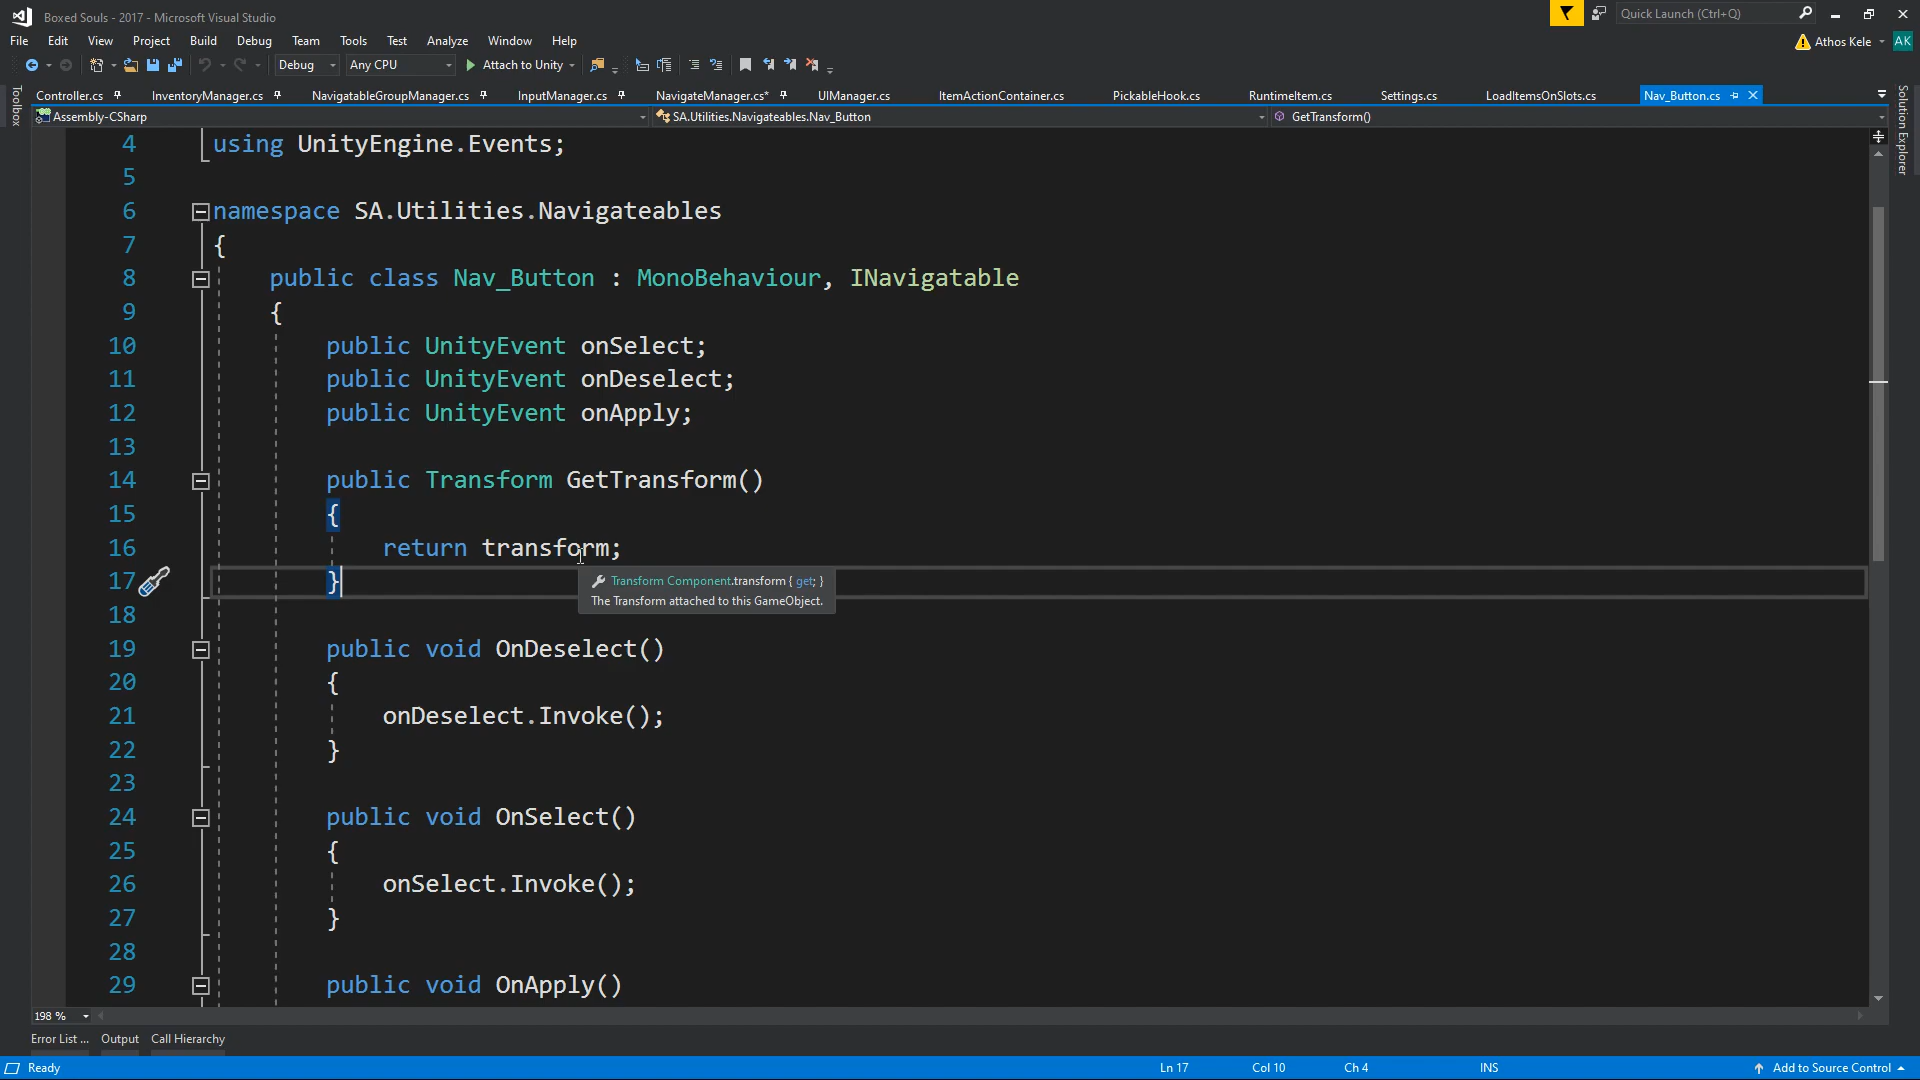 Boxed Souls - 2017 - Microsoft Visual Studio
Quick Launch (Ctrl+Q)
File Edit View Project Build Debug Team Tools Test Analyze Window Help
Athos Kele AK
Debug Any CPU Attach to Unity
Controller.cs InventoryManager.cs NavigatableGroupManager.cs InputManager.cs NavigateManager.cs* UIManager.cs ItemActionContainer.cs PickableHook.cs RuntimeItem.cs Settings.cs LoadItemsOnSlots.cs Nav_Button.cs
Toolbox
Solution Explorer
Assembly-CSharp SA.Utilities.Navigateables.Nav_Button GetTransform()
4 using UnityEngine.Events;
5
6 namespace SA.Utilities.Navigateables
7 {
8 public class Nav_Button : MonoBehaviour, INavigatable
9 {
10 public UnityEvent onSelect;
11 public UnityEvent onDeselect;
12 public UnityEvent onApply;
13
14 public Transform GetTransform()
15 {
16 return transform;
17 }
Transform Component.transform { get; }
The Transform attached to this GameObject.
18
19 public void OnDeselect()
20 {
21 onDeselect.Invoke();
22 }
23
24 public void OnSelect()
25 {
26 onSelect.Invoke();
27 }
28
29 public void OnApply()
198 %
Error List ... Output Call Hierarchy
Ready Ln 17 Col 10 Ch 4 INS Add to Source Control